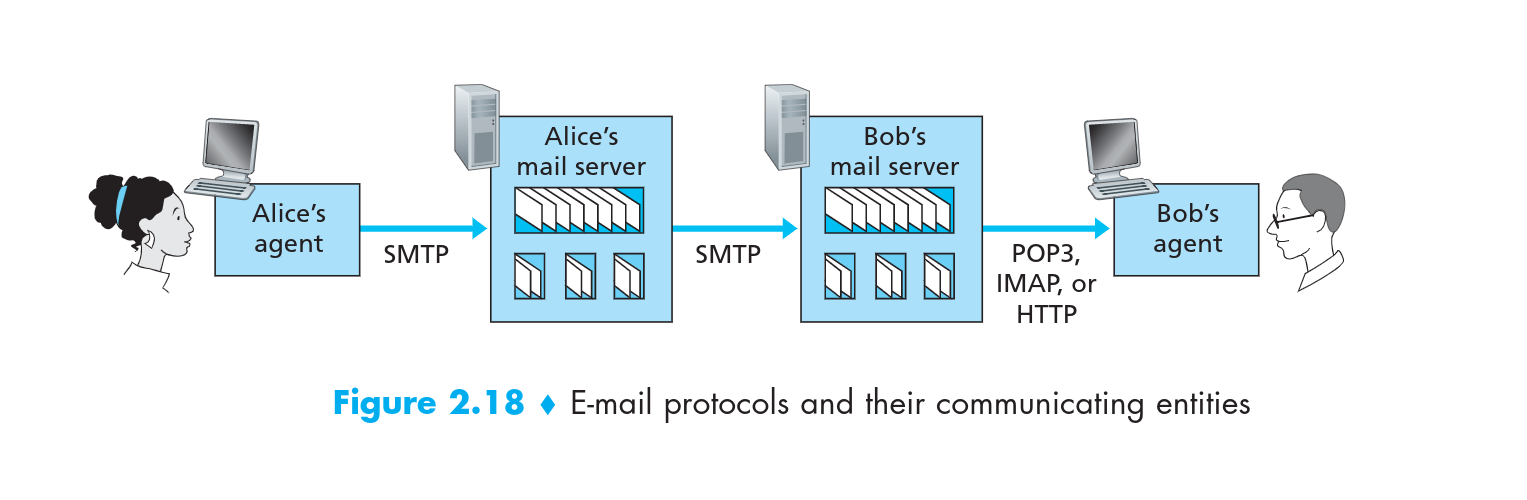 Alice's
agent
SMTP
Alice's
mail server
SMTP
Bob's
mail server
POP3,
IMAP, or
HTTP
Bob's
agent
Figure 2.18 ♦ E-mail protocols and their communicating entities